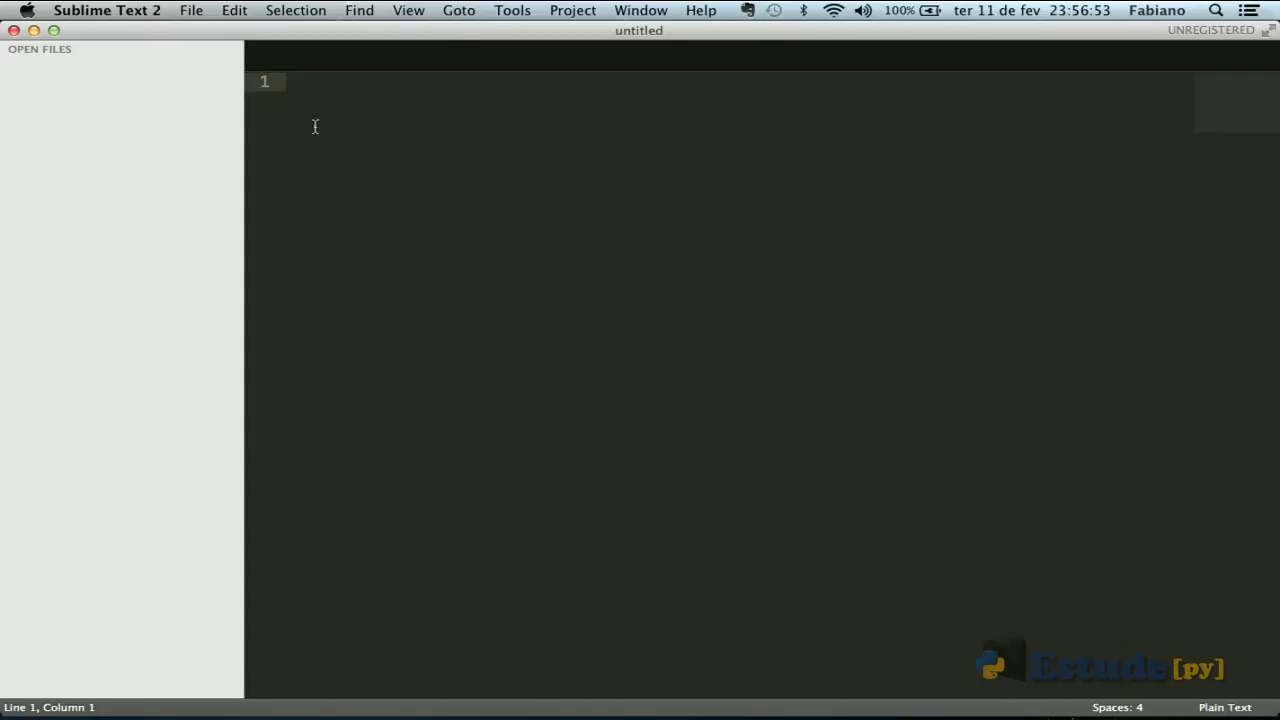 Sublime Text 2 File Edit Selection Find View Goto Tools Project Window Help 100% ter 11 de fev 23:56:53 Fabiano
untitled UNREGISTERED
OPEN FILES
1
Estude[py]
Line 1, Column 1 Spaces: 4 Plain Text